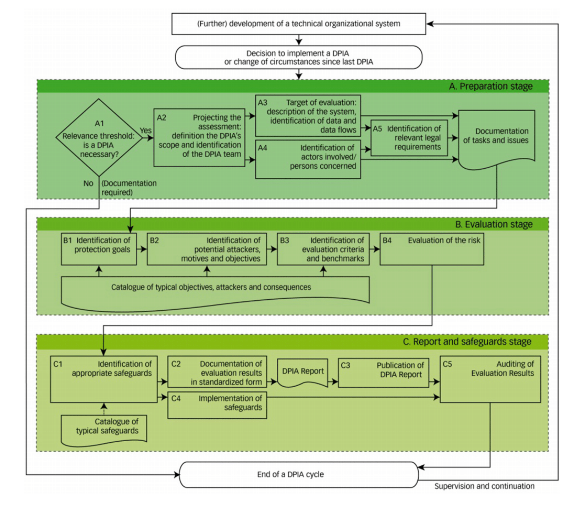 (Further) development of a technical organizational system
Decision to implement a DPIA
or change of circumstances since last DPIA
A. Preparation stage
A1
Relevance threshold:
is a DPIA
necessary?
Yes
No
(Documentation
required)
A2
Projecting the
assessment:
definition the DPIA's
scope and identification
of the DPIA team
A3
Target of evaluation:
description of the system,
identification of data and
data flows
A4
Identification of
actors involved/
persons concerned
A5
Identification of
relevant legal
requirements
Documentation
of tasks and issues
B. Evaluation stage
B1
Identification of
protection goals
B2
Identification of
potential attackers,
motives and objectives
B3
Identification of
evaluation criteria
and benchmarks
B4
Evaluation of the risk
Catalogue of typical objectives, attackers and consequences
C. Report and safeguards stage
C1
Identification of
appropriate safeguards
C2
Documentation of
evaluation results
in standardized form
DPIA Report
C3
Publication of
DPIA Report
C5
Auditing of
Evaluation Results
C4
Implementation of
safeguards
Catalogue of
typical safeguards
End of a DPIA cycle
Supervision and continuation